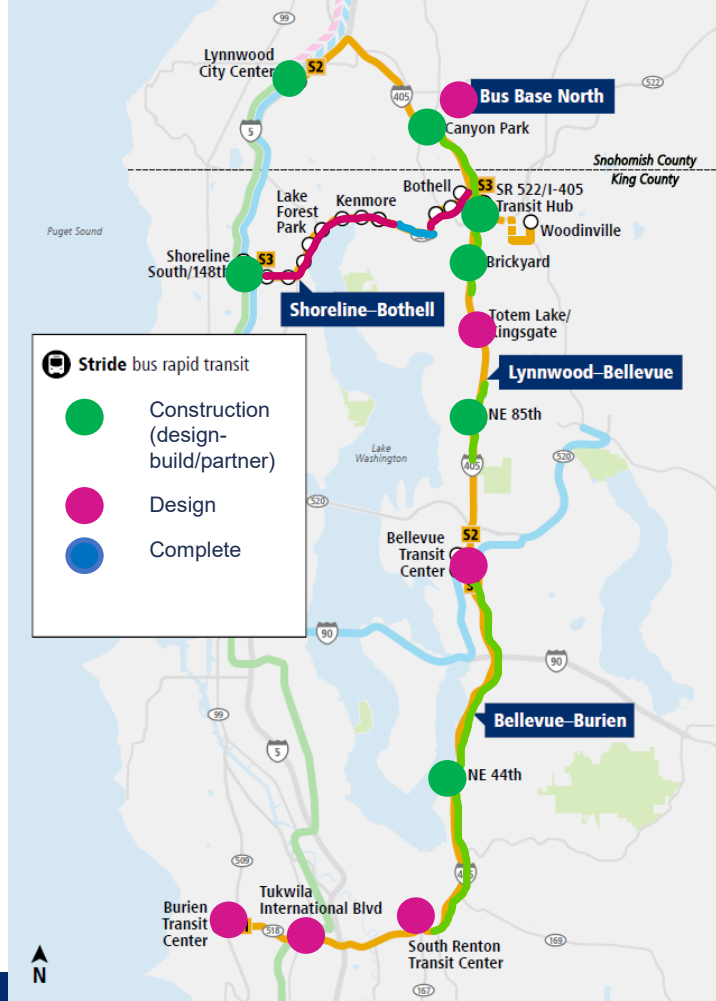 99
Lynnwood
City Center
S2
405
Bus Base North
522
Canyon Park
5
Snohomish County
King County
Bothell
S3
SR 522/I-405
Transit Hub
Lake
Forest
Park
Kenmore
Woodinville
Puget Sound
Shoreline
South/148th
S3
Brickyard
Shoreline–Bothell
Totem Lake/
Kingsgate
Stride bus rapid transit
Lynnwood–Bellevue
Construction
(design-
build/partner)
NE 85th
Lake
Washington
405
520
Design
520
Complete
S2
Bellevue
Transit
Center
90
90
99
Bellevue–Burien
5
NE 44th
509
405
Tukwila
International Blvd
Burien
Transit
Center
518
South Renton
Transit Center
169
N
167